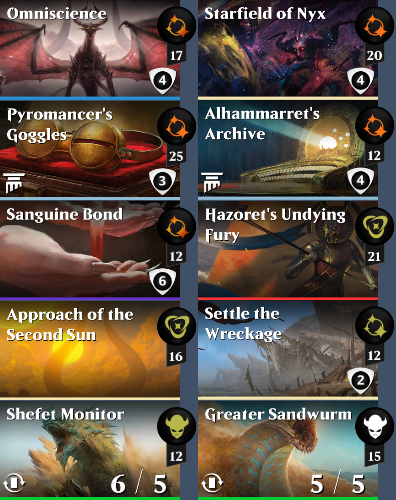 Omniscience
17
4
Starfield of Nyx
20
4
Pyromancer's
Goggles
25
3
Alhammarret's
Archive
12
4
Sanguine Bond
12
6
Hazoret's Undying
Fury
21
Approach of the
Second Sun
16
Settle the
Wreckage
12
2
Shefet Monitor
12
6 / 5
Greater Sandwurm
15
5 / 5